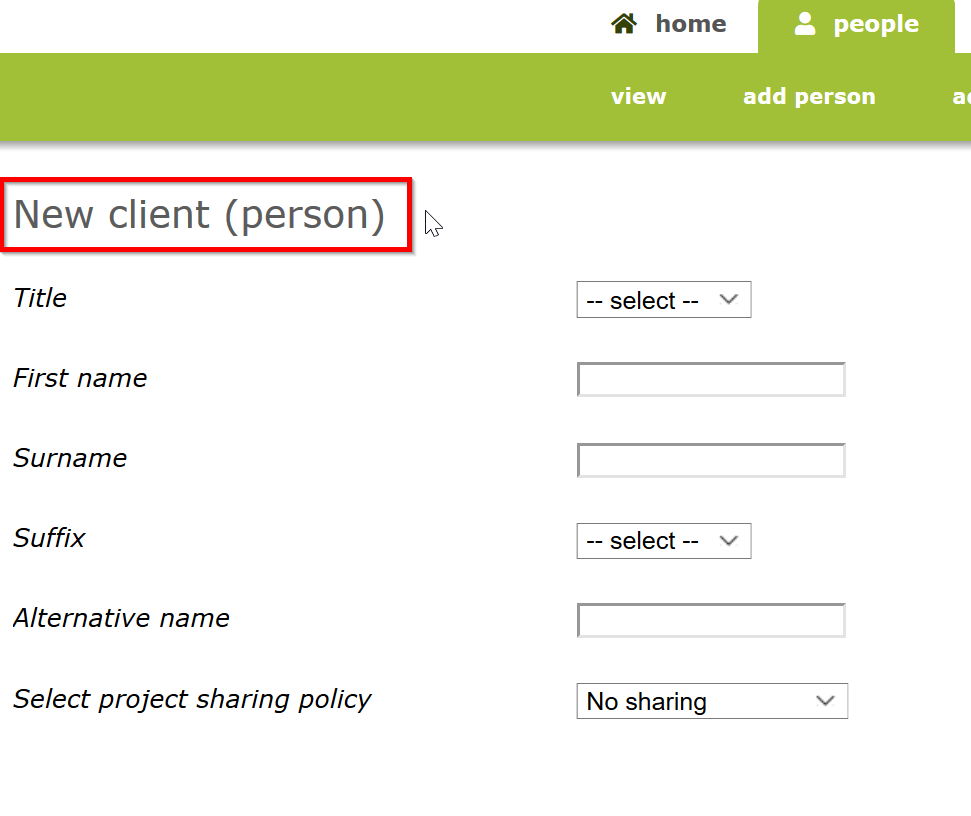 home people
view add person
New client (person)
Title -- select --
First name
Surname
Suffix -- select --
Alternative name
Select project sharing policy No sharing